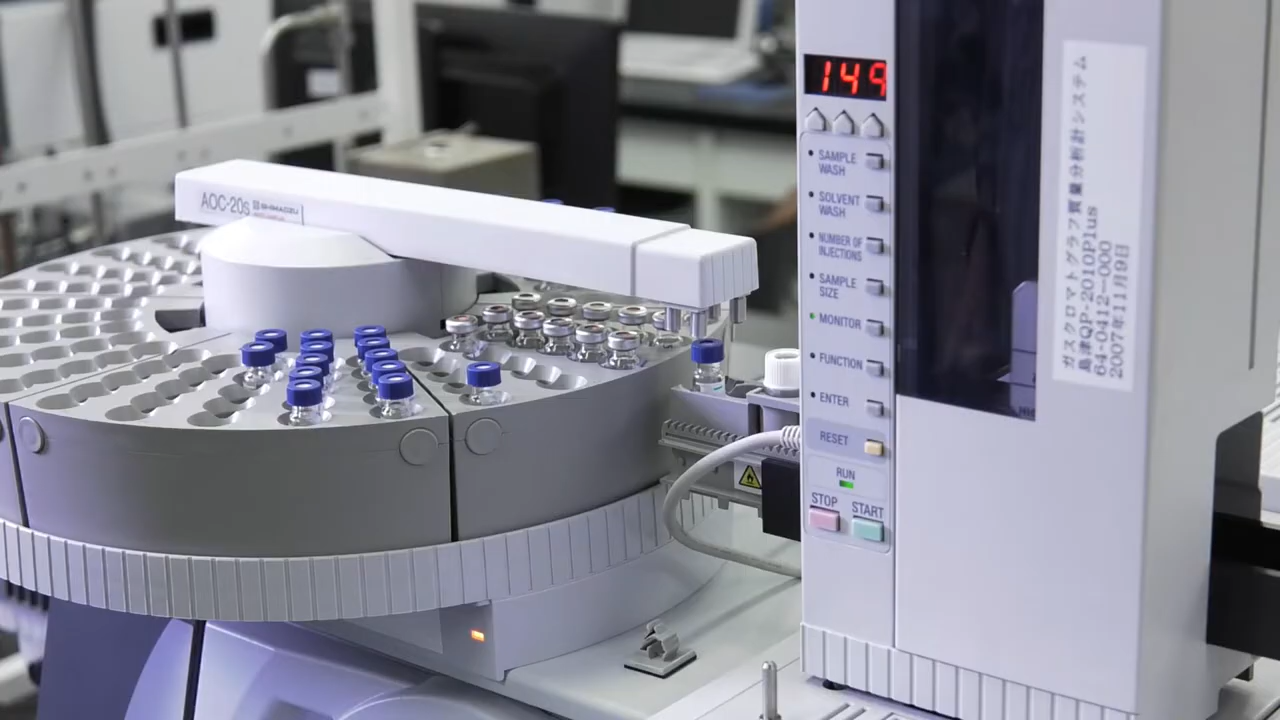 AOC-20s SHIMADZU
149
SAMPLE
WASH
SOLVENT
WASH
NUMBER OF
INJECTIONS
SAMPLE
SIZE
MONITOR
FUNCTION
ENTER
RESET
RUN
STOP
START
ガスクロマトグラフ質量分析計システム
島津QP-2010Plus
64-0412-000
2007年11月9日